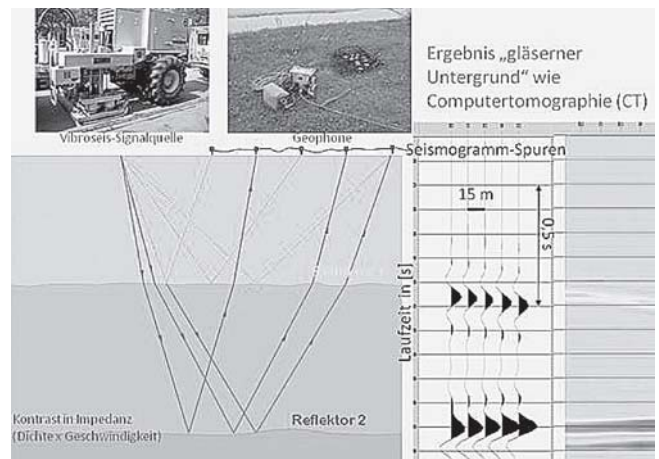 Ergebnis „gläserner
Untergrund“ wie
Computertomographie (CT)
Vibroseis-Signalquelle
Geophone
Seismogramm-Spuren
15 m
0,5 s
Laufzeit in [s]
Kontrast in Impedanz
(Dichte x Geschwindigkeit)
Reflektor 2